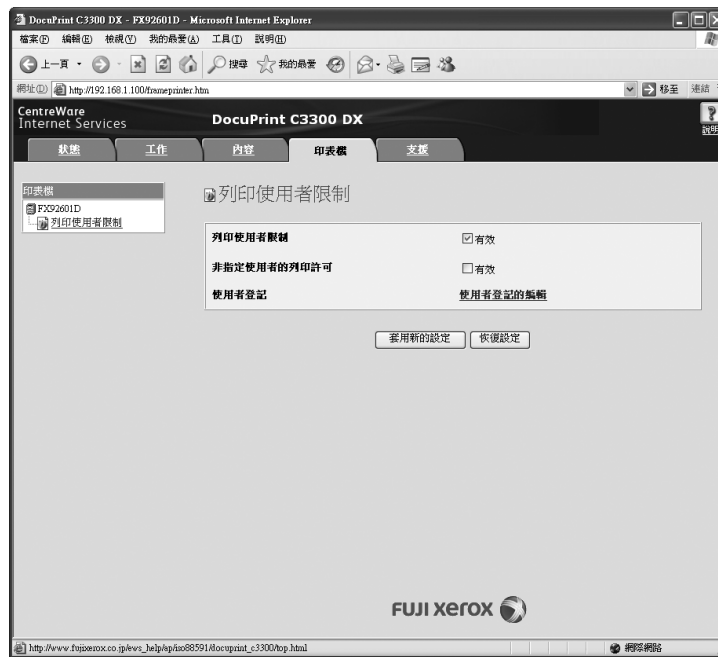 DocuPrint C3300 DX - FX92601D - Microsoft Internet Explorer
檔案(F) 編輯(E) 檢視(V) 我的最愛(A) 工具(T) 說明(H)
上一頁 搜尋 我的最愛
網址(D) http://192.168.1.100/frameprinter.htm 移至 連結
CentreWare
Internet Services
DocuPrint C3300 DX
說明
狀態 工作 內容 印表機 支援
印表機
FX92601D
列印使用者限制
列印使用者限制
列印使用者限制 有效
非指定使用者的列印許可 有效
使用者登記 使用者登記的編輯
套用新的設定 恢復設定
FUJI xerox
http://www.fujixerox.co.jp/ews_help/ap/iso88591/docuprint_c3300/top.html 網際網路